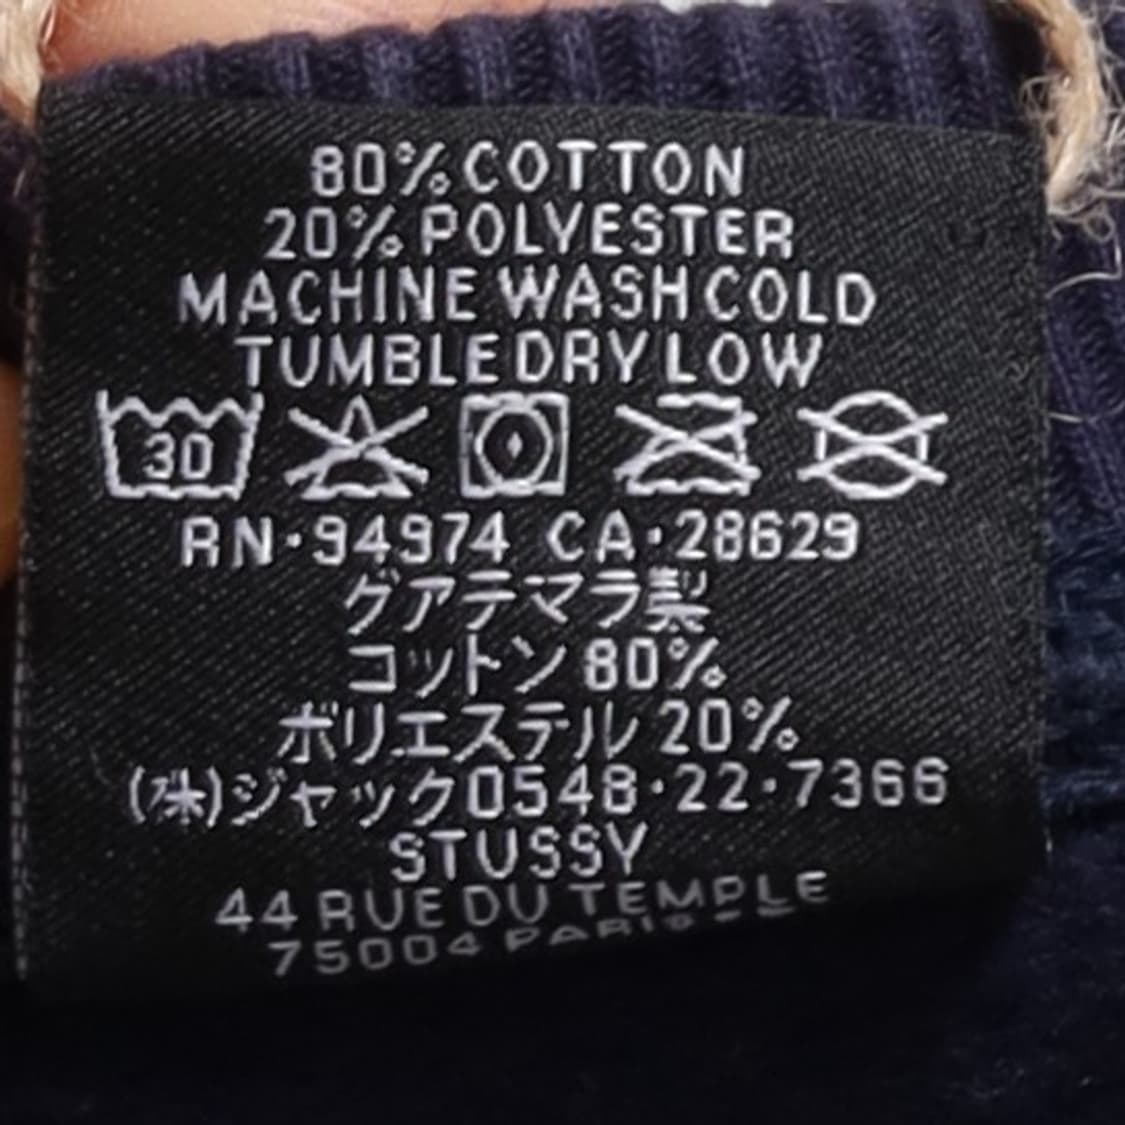 80% COTTON
20% POLYESTER
MACHINE WASH COLD
TUMBLE DRY LOW
30
RN·94974 CA·28629
グアテマラ製
コットン 80%
ポリエステル 20%
(株)ジャック0548·22·7366
STUSSY
44 RUE DU TEMPLE
75004 PARIS